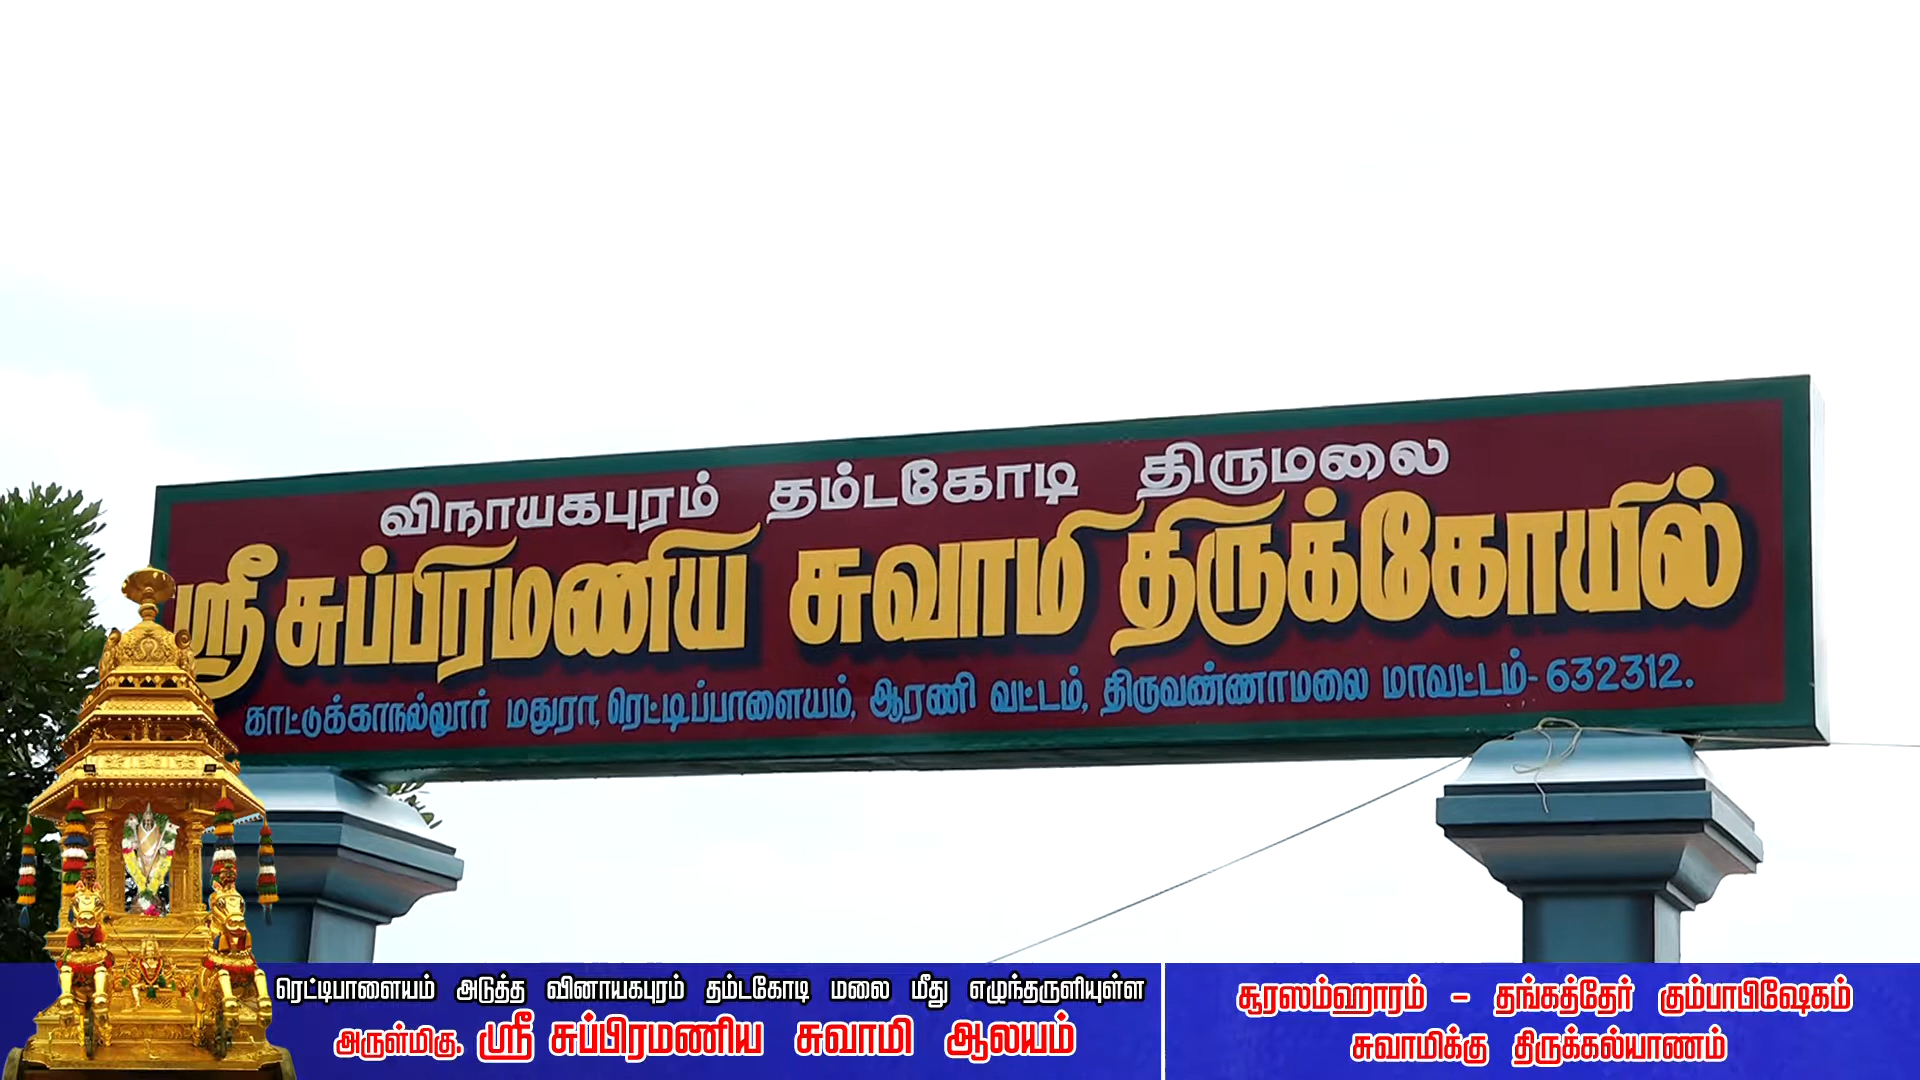 விநாயகபுரம் தம்டகோடி திருமலை
ஸ்ரீ சுப்பிரமணிய சுவாமி திருக்கோயில்
காட்டுக்காநல்லூர் மதுரா, ரெட்டிப்பாளையம், ஆரணி வட்டம், திருவண்ணாமலை மாவட்டம்- 632312.
ரெட்டிபாளையம் அடுத்த வினாயகபுரம் தம்டகோடி மலை மீது எழுந்தருளியுள்ள
அருள்மிகு. ஸ்ரீ சுப்பிரமணிய சுவாமி ஆலயம்
சூரஸம்ஹாரம் – தங்கத்தேர் கும்பாபிஷேகம்
சுவாமிக்கு திருக்கல்யாணம்